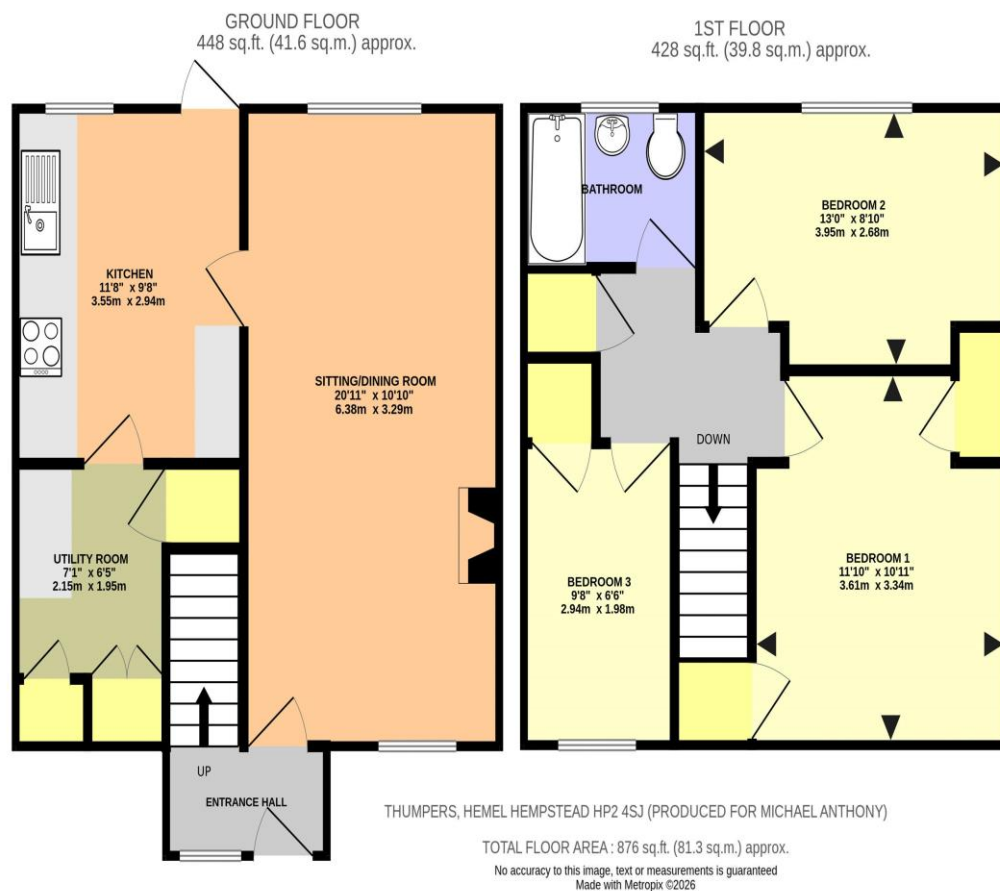 GROUND FLOOR
448 sq.ft. (41.6 sq.m.) approx.
1ST FLOOR
428 sq.ft. (39.8 sq.m.) approx.
KITCHEN
11'8" x 9'8"
3.55m x 2.94m
SITTING/DINING ROOM
20'11" x 10'10"
6.38m x 3.29m
UTILITY ROOM
7'1" x 6'5"
2.15m x 1.95m
UP
ENTRANCE HALL
BATHROOM
BEDROOM 2
13'0" x 8'10"
3.95m x 2.68m
DOWN
BEDROOM 3
9'8" x 6'6"
2.94m x 1.98m
BEDROOM 1
11'10" x 10'11"
3.61m x 3.34m
THUMPERS, HEMEL HEMPSTEAD HP2 4SJ (PRODUCED FOR MICHAEL ANTHONY)
TOTAL FLOOR AREA : 876 sq.ft. (81.3 sq.m.) approx.
No accuracy to this image, text or measurements is guaranteed
Made with Metropix ©2026